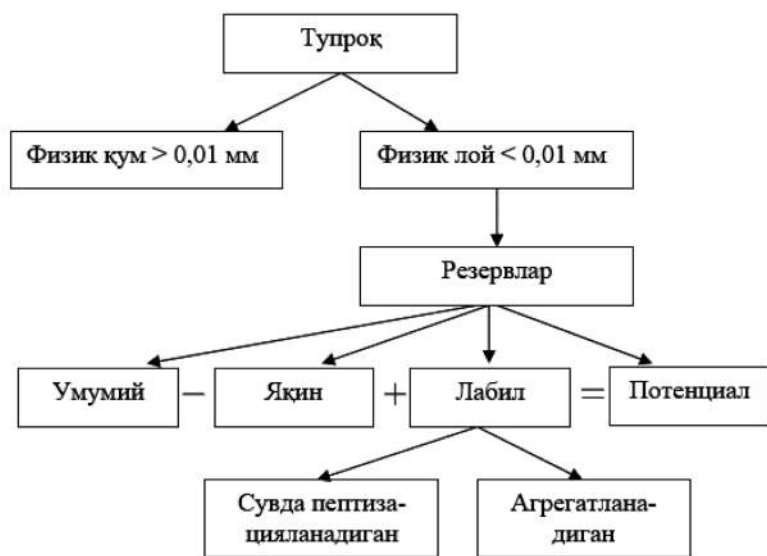 Тупроқ
Физик қум > 0,01 мм
Физик лой < 0,01 мм
Резервлар
Умумий – Яқин + Лабил = Потенциал
Сувда пептиза-
цияланадиган
Агрегатлана-
диган